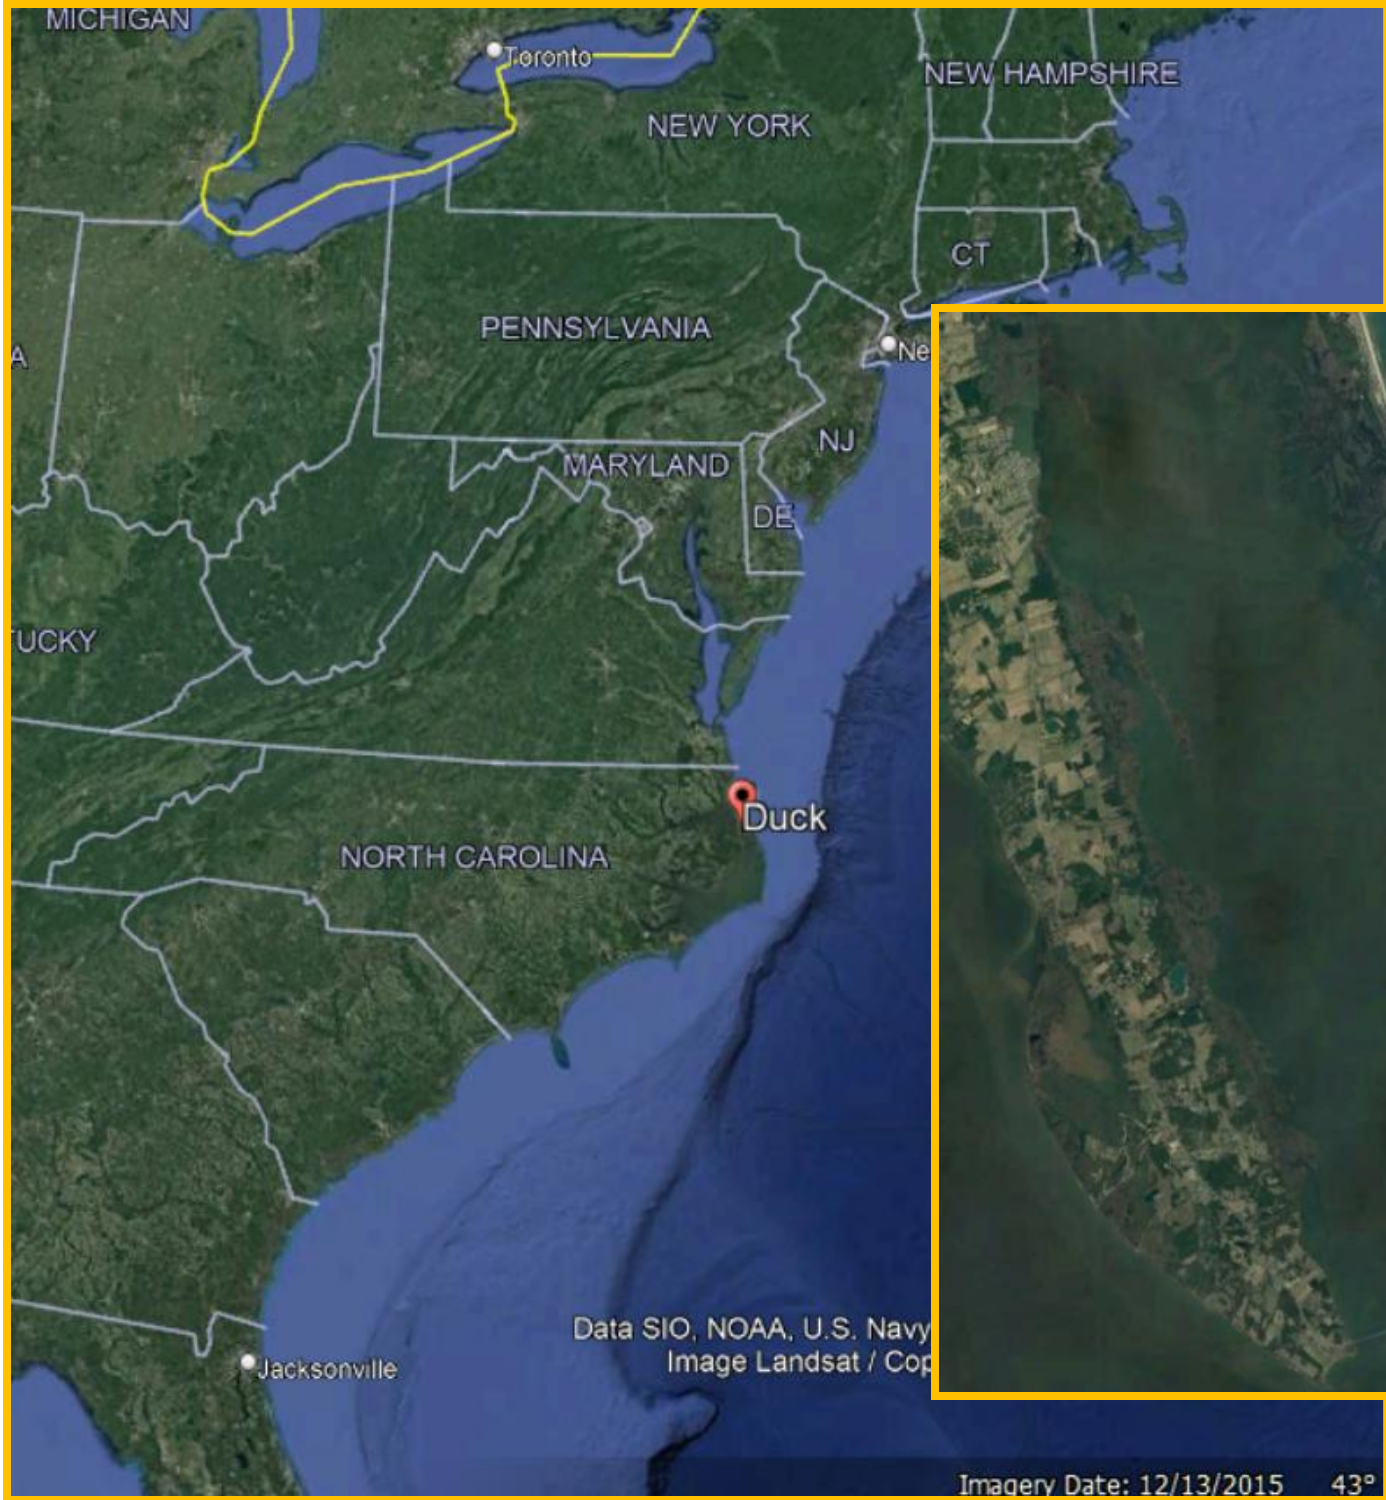 MICHIGAN
Toronto
NEW HAMPSHIRE
NEW YORK
CT
PENNSYLVANIA
Ne
A
NJ
MARYLAND
DE
TUCKY
Duck
NORTH CAROLINA
Data SIO, NOAA, U.S. Navy
Image Landsat / Cop
Jacksonville
Imagery Date: 12/13/2015 43°